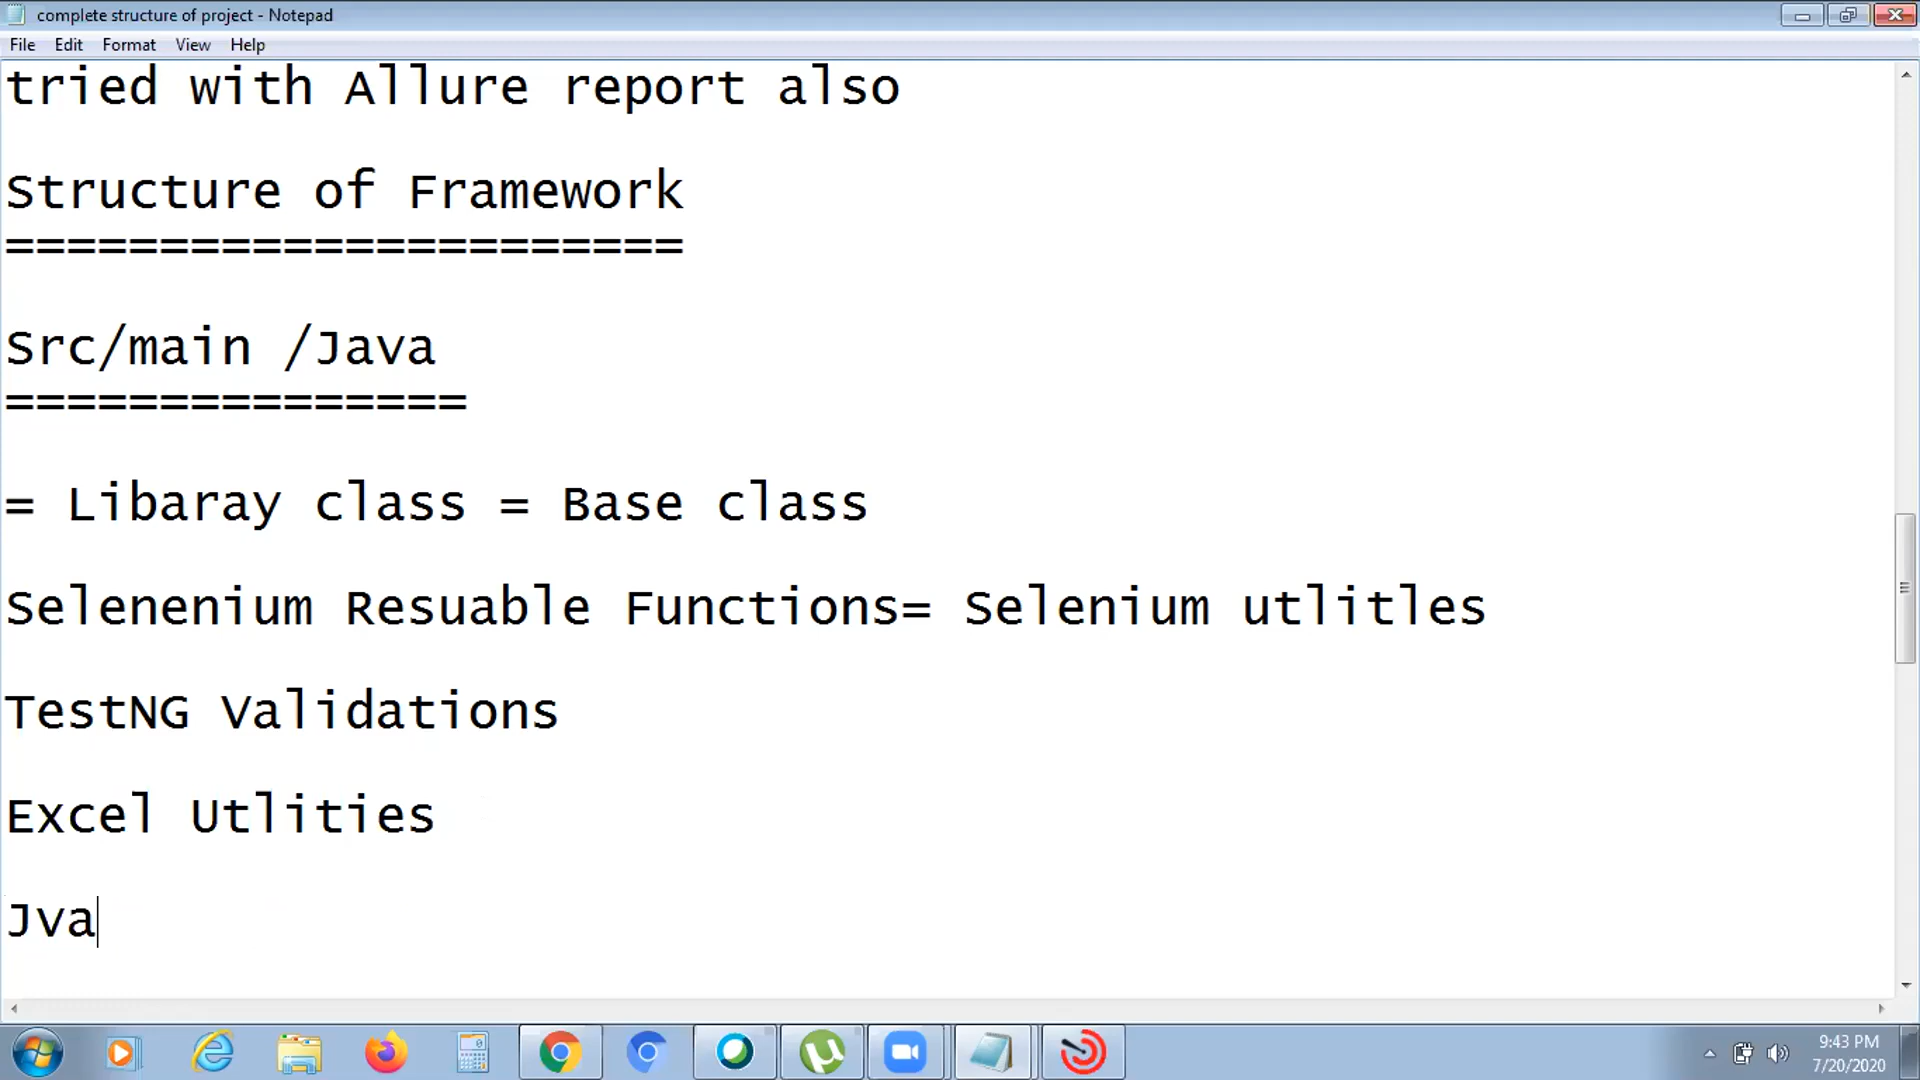 complete structure of project - Notepad
File Edit Format View Help
tried with Allure report also
Structure of Framework
======================
Src/main /Java
===============
= Libaray class = Base class
Selenenium Resuable Functions= Selenium utlitles
TestNG Validations
Excel Utlities
Jva
9:43 PM
7/20/2020